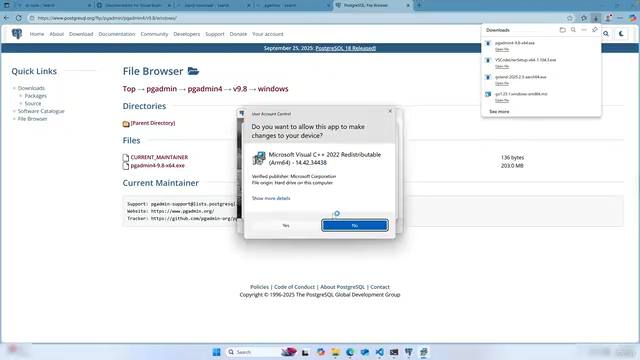 Documentation for Visual
PostgreSQL: File Browser
https://www.postgresql.org/ftp/pgadmin/pgadmin4/v9.8/windows/
Home
About
Download
Documentation
Community
Developers
Support
Donate
Your account
September 25, 2025: PostgreSQL 18 Released!
Downloads
pgadmin4-9.8-x64.exe
Open file
VSCodeUserSetup-x64-1.104.3.exe
Open file
Open file
Open file
See more
Quick Links
Downloads
Packages
Source
Software Catalogue
File Browser
File Browser
Top → pgadmin → pgadmin4 → v9.8 → windows
Directories
[Parent Directory]
Files
CURRENT_MAINTAINER
136 bytes
pgadmin4-9.8-x64.exe
203.0 MB
Current Maintainer
Support: pgadmin-support@lists.postgresql
Website: https://www.pgadmin.org/
Tracker: https://github.com/pgadmin-org/p
User Account Control
Do you want to allow this app to make
changes to your device?
Microsoft Visual C++ 2022 Redistributable
(Arm64) - 14.42.34438
Verified publisher: Microsoft Corporation
File origin: Hard drive on this computer
Show more details
Yes
No
Policies | Code of Conduct | About PostgreSQL | Contact
Copyright © 1996-2025 The PostgreSQL Global Development Group
Search